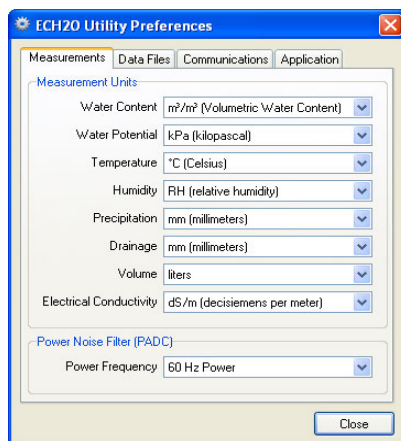 ECH2O Utility Preferences
Measurements Data Files Communications Application
Measurement Units
Water Content m³/m³ (Volumetric Water Content)
Water Potential kPa (kilopascal)
Temperature °C (Celsius)
Humidity RH (relative humidity)
Precipitation mm (millimeters)
Drainage mm (millimeters)
Volume liters
Electrical Conductivity dS/m (decisiemens per meter)
Power Noise Filter (PADC)
Power Frequency 60 Hz Power
Close